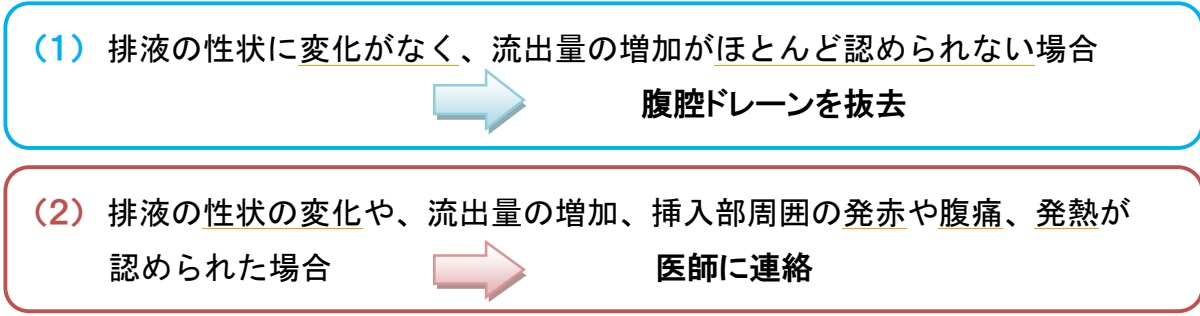 (1) 排液の性状に変化がなく、流出量の増加がほとんど認められない場合
腹腔ドレーンを抜去
(2) 排液の性状の変化や、流出量の増加、挿入部周囲の発赤や腹痛、発熱が
認められた場合 医師に連絡